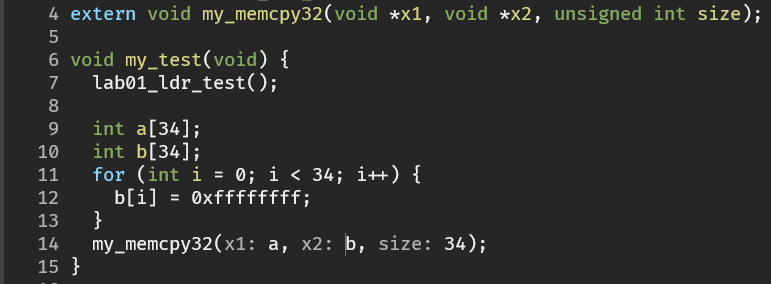 4 extern void my_memcpy32(void *x1, void *x2, unsigned int size);
5
6 void my_test(void) {
7   lab01_ldr_test();
8
9   int a[34];
10   int b[34];
11   for (int i = 0; i < 34; i++) {
12     b[i] = 0xffffffff;
13   }
14   my_memcpy32(x1: a, x2: b, size: 34);
15 }